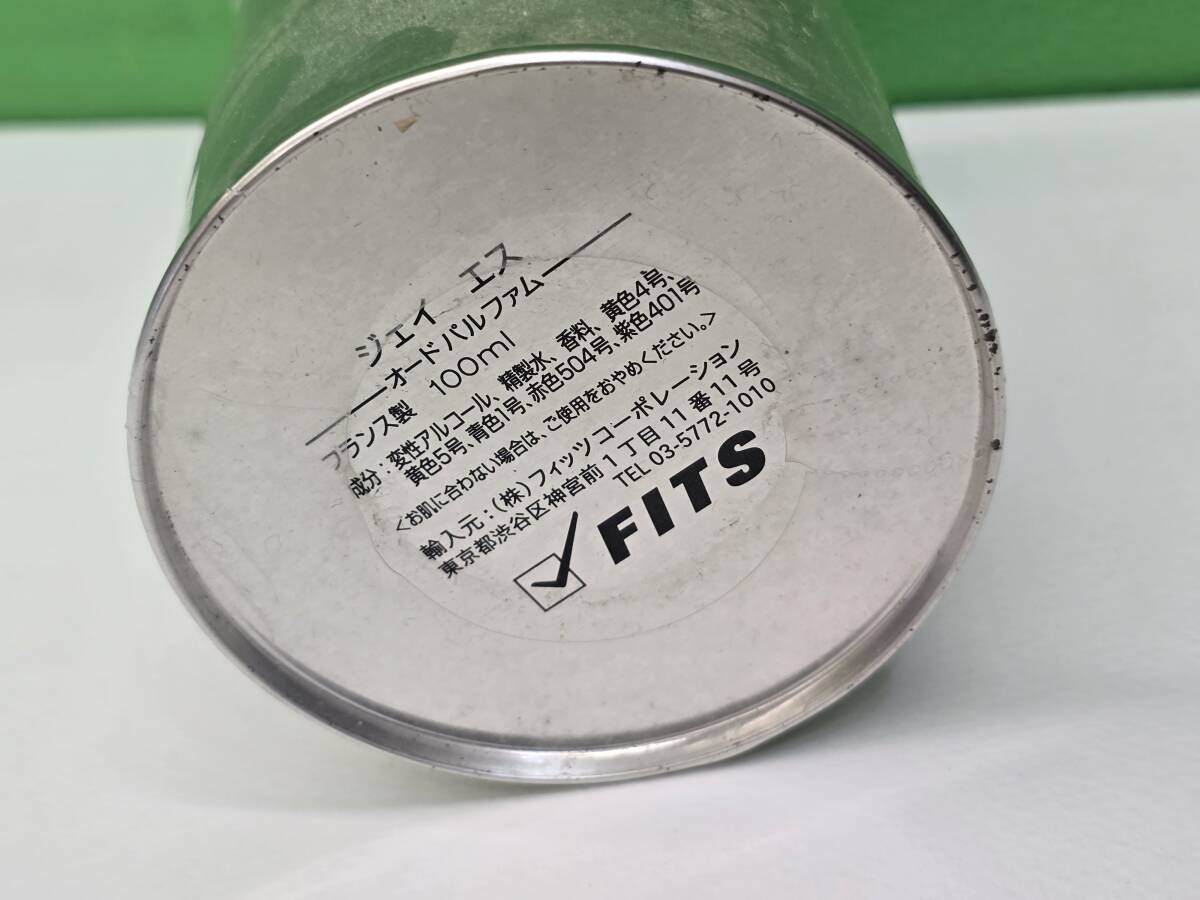 ジェイ エス
オードパルファム
フランス製 100ml
成分：変性アルコール、精製水、香料、黄色4号、
黄色5号、青色1号、赤色504号、紫色401号
＜お肌に合わない場合は、ご使用をおやめください。＞
輸入元：（株）フィッツコーポレーション
東京都渋谷区神宮前1丁目11番11号
TEL 03-5772-1010
FITS